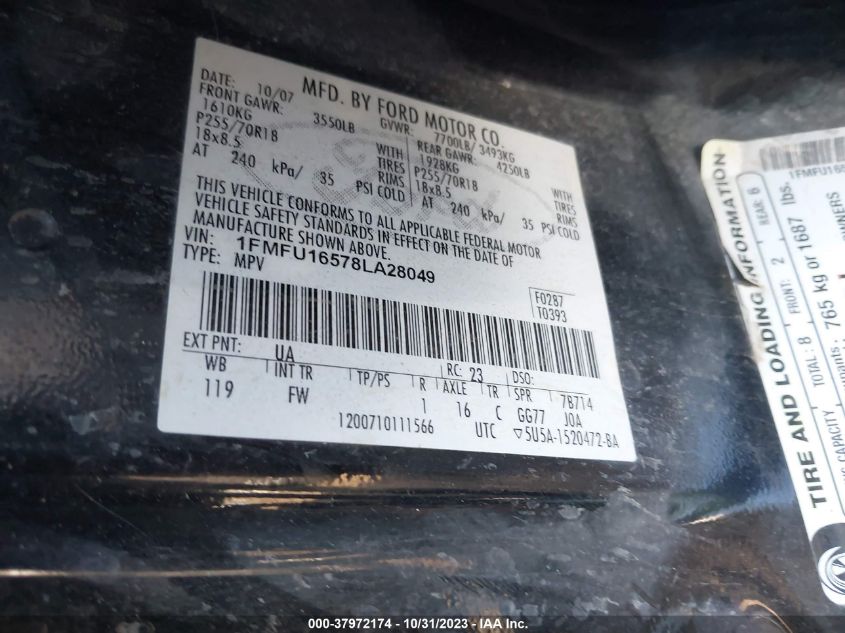 MFD. BY FORD MOTOR CO.
DATE: 10/07 GVWR: 7700LB/ 3493KG
FRONT GAWR: 3550LB REAR GAWR: 4250LB
1610KG WITH 1928KG WITH
P255/70R18 TIRES P255/70R18 TIRES
18x8.5 RIMS 18x8.5 RIMS
AT 240 kPa/ 35 PSI COLD AT 240 kPa/ 35 PSI COLD
THIS VEHICLE CONFORMS TO ALL APPLICABLE FEDERAL MOTOR
VEHICLE SAFETY STANDARDS IN EFFECT ON THE DATE OF
MANUFACTURE SHOWN ABOVE.
VIN: 1FMFU16578LA28049
TYPE: MPV
F0287
T0393
EXT PNT: UA RC: 23 DSO:
WB INT TR TP/PS R AXLE TR SPR 7B714
119 FW 1 16 C GG77 JOA
1200710111566 UTC ▽5U5A-1520472-BA
1FMFU166
TIRE AND LOADING INFORMATION
TOTAL: 8 FRONT: 2 REAR: 6
765 kg or 1687 lbs.
CAPACITY
000-37972174 - 10/31/2023 - IAA Inc.